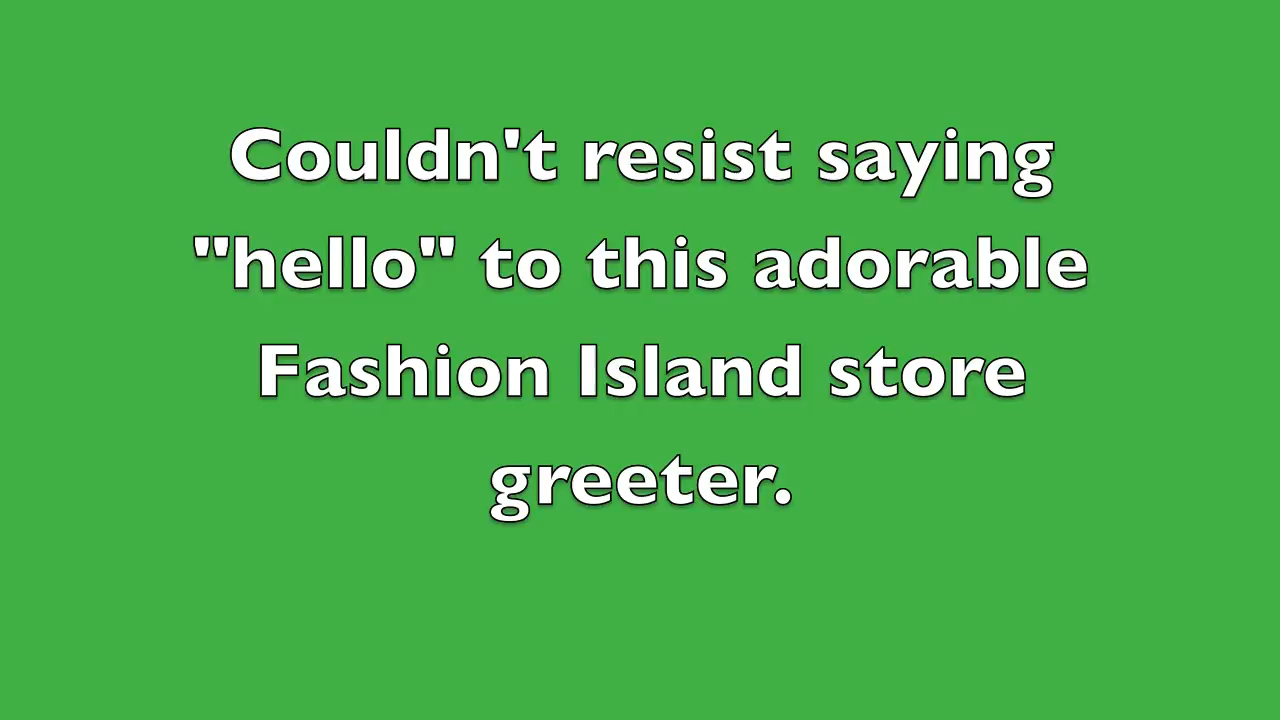 Couldn't resist saying
"hello" to this adorable
Fashion Island store
greeter.